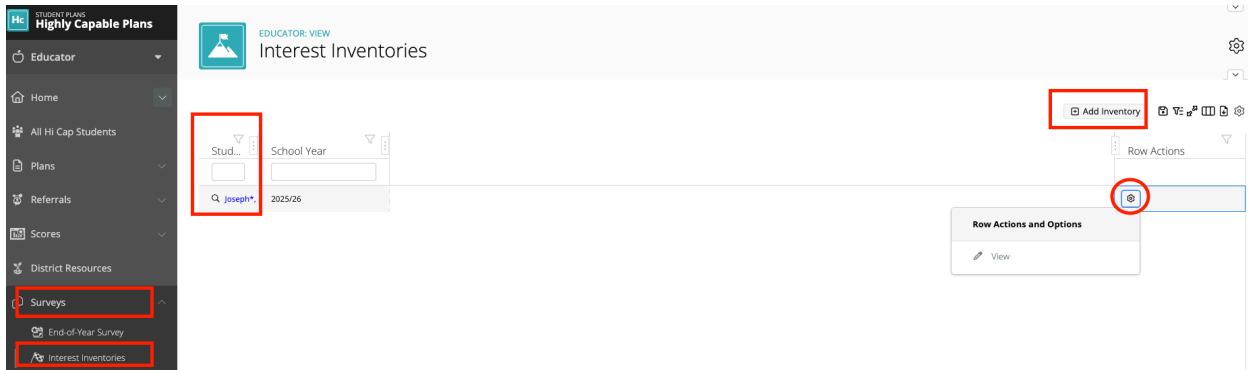 Hc
STUDENT PLANS
Highly Capable Plans
Educator
Home
All Hi Cap Students
Plans
Referrals
Scores
District Resources
Surveys
End-of-Year Survey
Interest Inventories
EDUCATOR: VIEW
Interest Inventories
Add Inventory
Stud...
School Year
Row Actions
Joseph*,
2025/26
Row Actions and Options
View